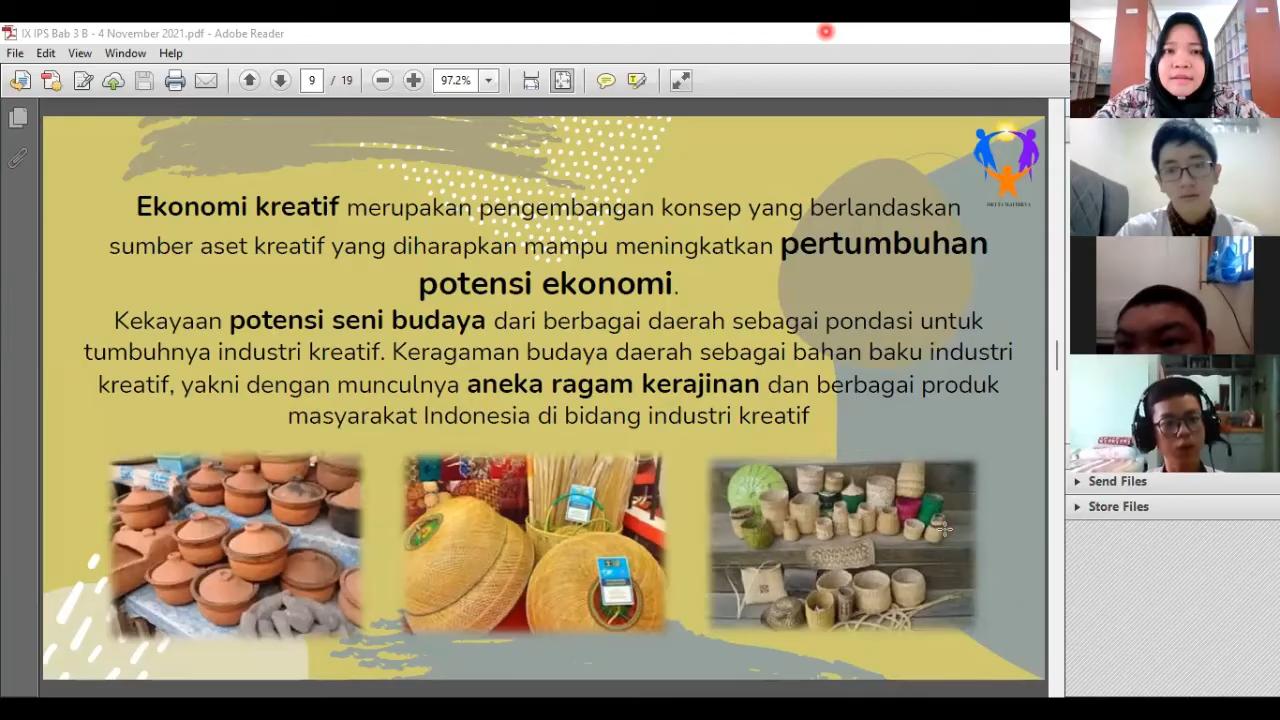 IX IPS Bab 3 B - 4 November 2021.pdf - Adobe Reader
File Edit View Window Help
9 / 19 97.2%
Ekonomi kreatif merupakan pengembangan konsep yang berlandaskan
sumber aset kreatif yang diharapkan mampu meningkatkan pertumbuhan
potensi ekonomi.
Kekayaan potensi seni budaya dari berbagai daerah sebagai pondasi untuk
tumbuhnya industri kreatif. Keragaman budaya daerah sebagai bahan baku industri
kreatif, yakni dengan munculnya aneka ragam kerajinan dan berbagai produk
masyarakat Indonesia di bidang industri kreatif
Send Files
Store Files